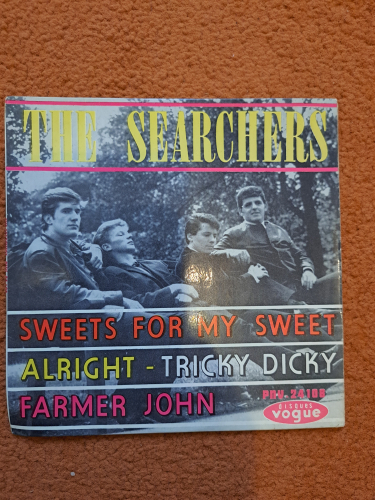 THE SEARCHERS
SWEETS FOR MY SWEET
ALRIGHT - TRICKY DICKY
FARMER JOHN
DISQUES
vogue